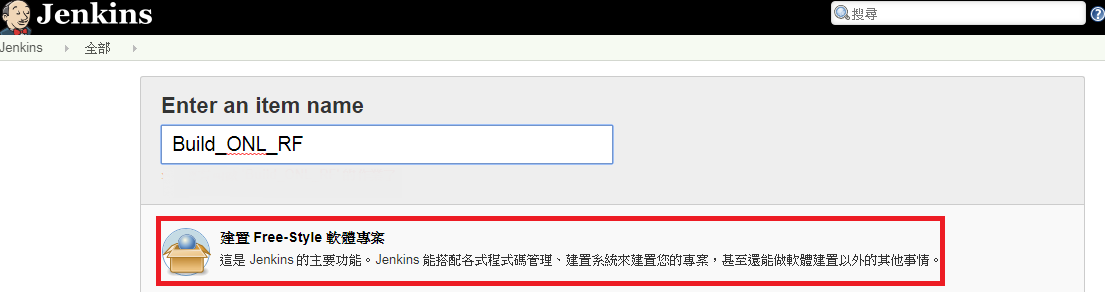 Jenkins
搜尋
?
Jenkins 全部
Enter an item name
Build_ONL_RF
建置 Free-Style 軟體專案
這是 Jenkins 的主要功能。Jenkins 能搭配各式程式碼管理、建置系統來建置您的專案，甚至還能做軟體建置以外的其他事情。